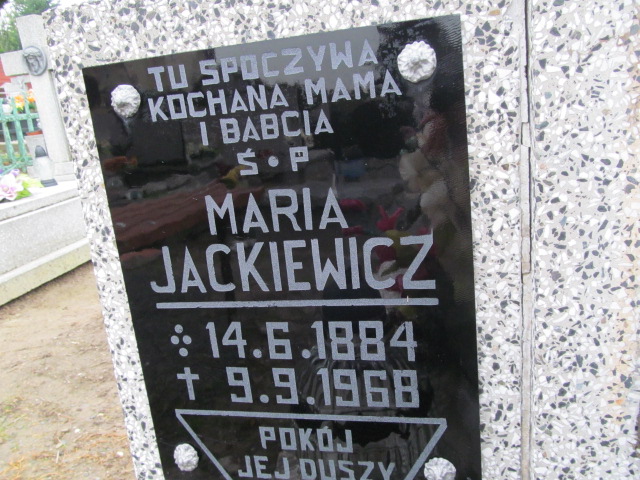 TU SPOCZYWA
KOCHANA MAMA
I BABCIA
Ś•P
MARIA
JACKIEWICZ
14.6.1884
9.9.1968
POKÓJ
JEJ DUSZY